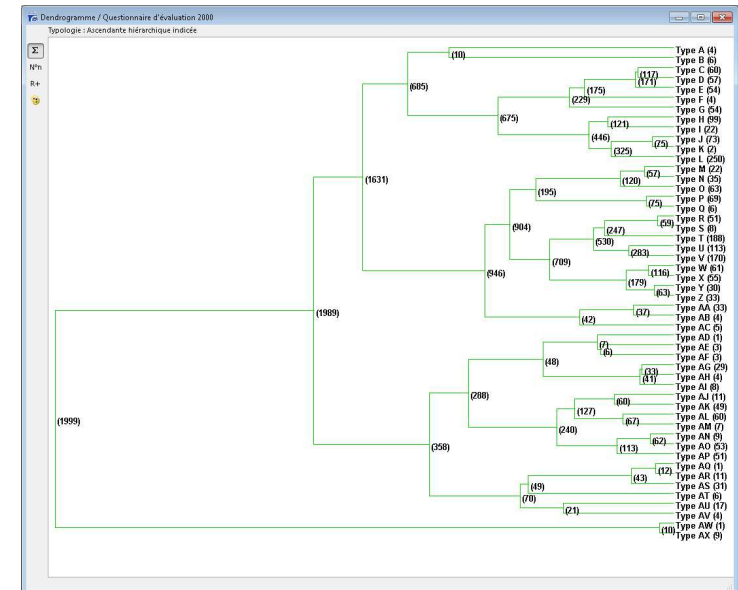 Dendrogramme / Questionnaire d'évaluation 2000
Typologie : Ascendante hiérarchique indicée
Σ
N°n
R+
Type A (4)
(10)
Type B (6)
Type C (60)
(117)
Type D (57)
(171)
(685)
(175)
Type E (54)
(229)
Type F (4)
Type G (54)
(675)
Type H (99)
(121)
Type I (22)
(446)
Type J (73)
(75)
Type K (2)
(325)
Type L (250)
Type M (22)
(57)
(1631)
(120)
Type N (35)
(195)
Type O (63)
Type P (69)
(75)
Type Q (6)
Type R (51)
(59)
(904)
(247)
Type S (8)
(530)
Type T (188)
Type U (113)
(283)
(709)
Type V (170)
(946)
Type W (61)
(116)
(179)
Type X (55)
Type Y (30)
(63)
Type Z (33)
(1989)
Type AA (33)
(37)
(42)
Type AB (4)
Type AC (5)
Type AD (1)
(7)
Type AE (3)
(6)
(48)
Type AF (3)
Type AG (29)
(33)
(41)
Type AH (4)
Type AI (8)
(288)
Type AJ (11)
(60)
(127)
Type AK (49)
(1999)
Type AL (60)
(67)
(240)
Type AM (7)
Type AN (9)
(62)
(358)
(113)
Type AO (53)
Type AP (51)
Type AQ (1)
(12)
(43)
Type AR (11)
(49)
Type AS (31)
(70)
Type AT (6)
Type AU (17)
(21)
Type AV (4)
Type AW (1)
(10)
Type AX (9)